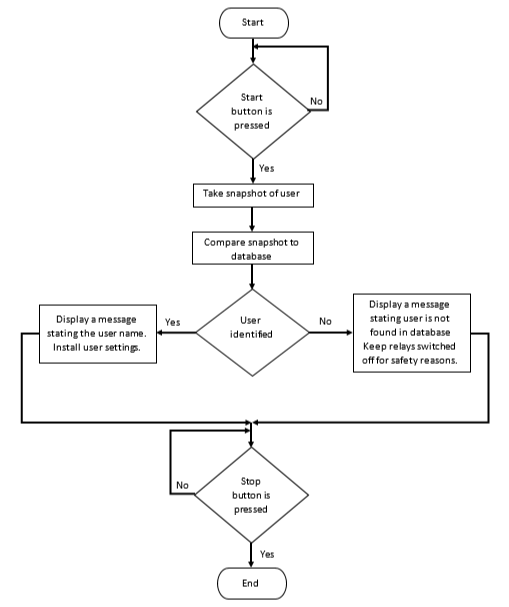 Start
Start
button is
pressed
No
Yes
Take snapshot of user
Compare snapshot to
database
User
identified
Yes
No
Display a message
stating the user name.
Install user settings.
Display a message
stating user is not
found in database
Keep relays switched
off for safety reasons.
Stop
button is
pressed
No
Yes
End